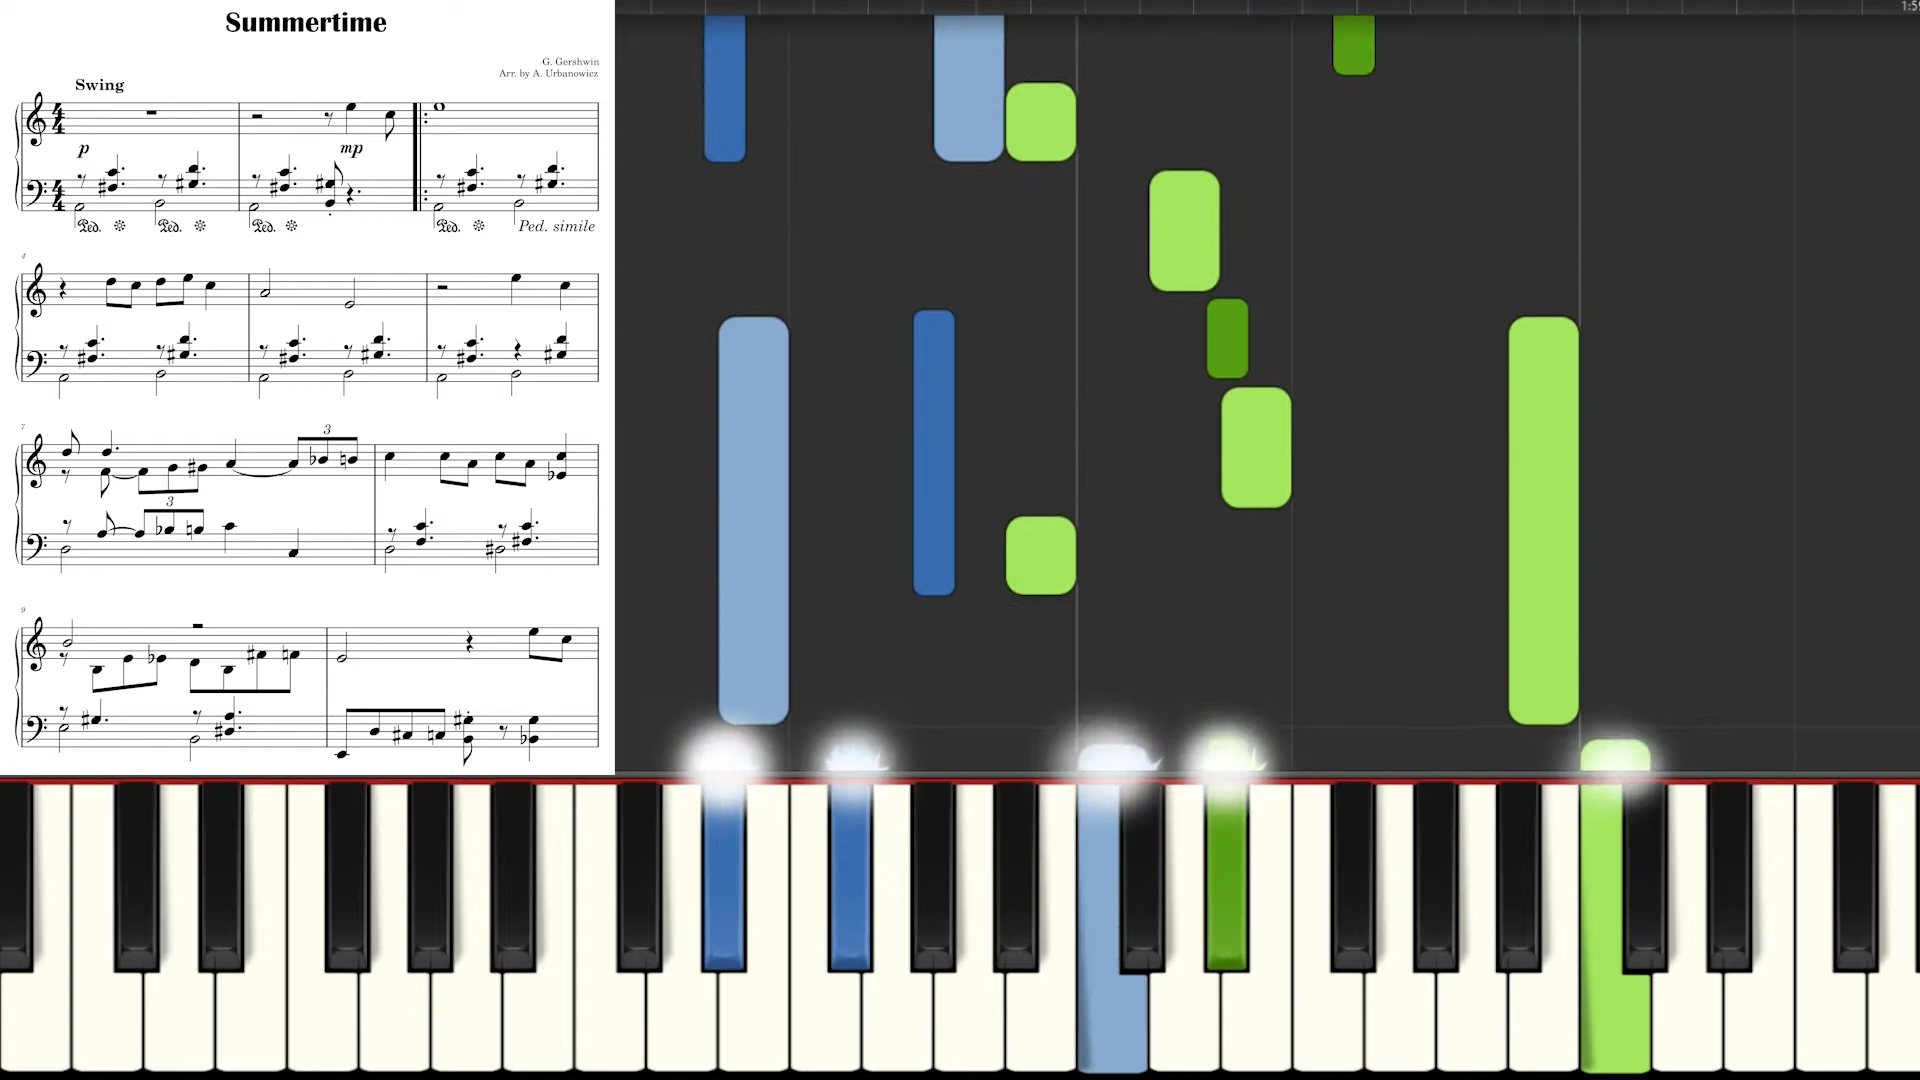 Summertime
G. Gershwin
Arr. by A. Urbanowicz
Swing
p
mp
Ped. Ped. Ped. Ped. Ped. simile
4
7
3
3
9